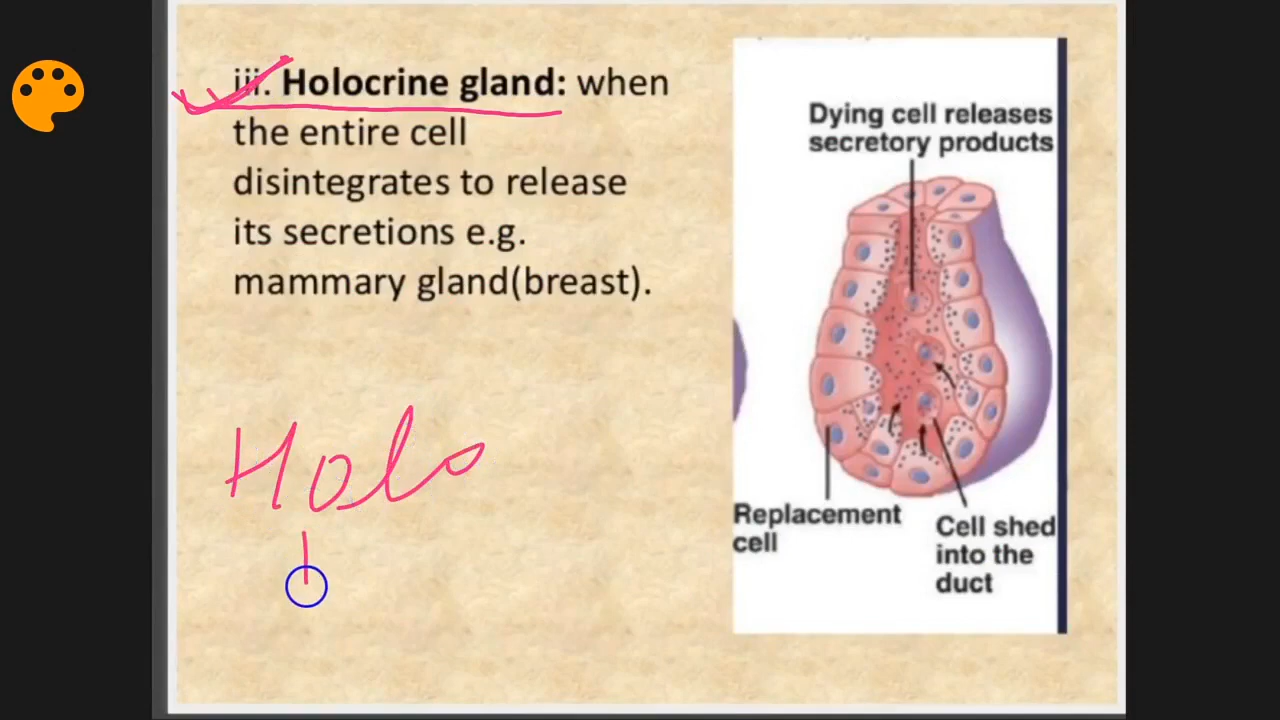 iii. Holocrine gland: when
the entire cell
disintegrates to release
its secretions e.g.
mammary gland(breast).
Holo
Dying cell releases
secretory products
Replacement
cell
Cell shed
into the
duct